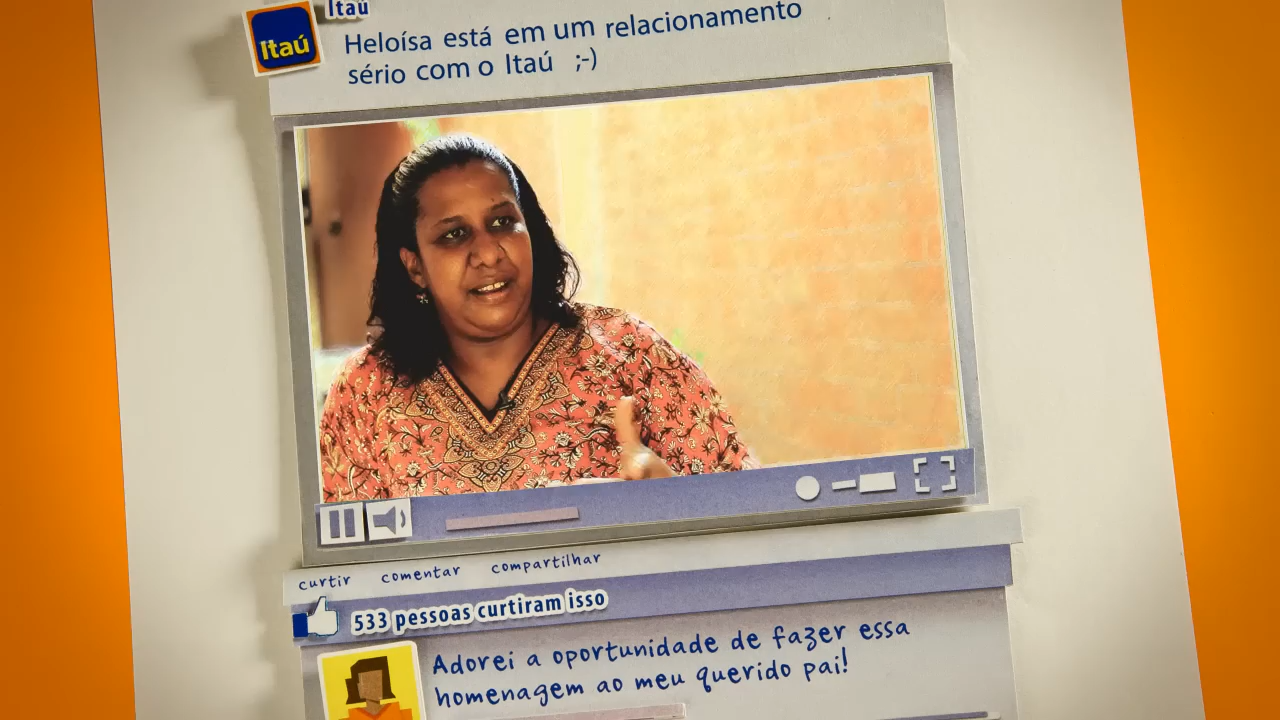 Itaú
Itaú
Heloísa está em um relacionamento
sério com o Itaú ;-)
curtir comentar compartilhar
533 pessoas curtiram isso
Adorei a oportunidade de fazer essa
homenagem ao meu querido pai!